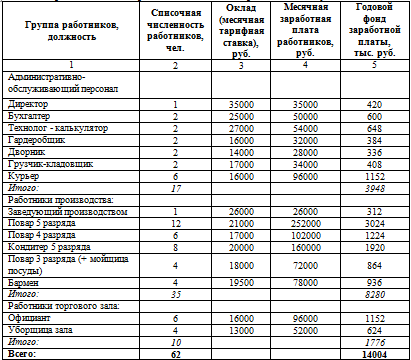 Группа работников, должность Списочная численность работников, чел. Оклад (месячная тарифная ставка), руб. Месячная заработная плата работников, руб. Годовой фонд заработной платы, тыс. руб.
1 2 3 4 5
Административно-
обслуживающий персонал
Директор 1 35000 35000 420
Бухгалтер 2 25000 50000 600
Технолог - калькулятор 2 27000 54000 648
Гардеробщик 2 16000 32000 384
Дворник 2 14000 28000 336
Грузчик-кладовщик 2 17000 34000 408
Курьер 6 16000 96000 1152
Итого: 17 3948
Работники производства:
Заведующий производством 1 26000 26000 312
Повар 5 разряда 12 21000 252000 3024
Повар 4 разряда 6 17000 102000 1224
Кондитер 5 разряда 8 20000 160000 1920
Повар 3 разряда (+ мойщица
посуды) 4 18000 72000 864
Бармен 4 19500 78000 936
Итого: 35 8280
Работники торгового зала:
Официант 6 16000 96000 1152
Уборщица зала 4 13000 52000 624
Итого: 10 1776
Всего: 62 14004